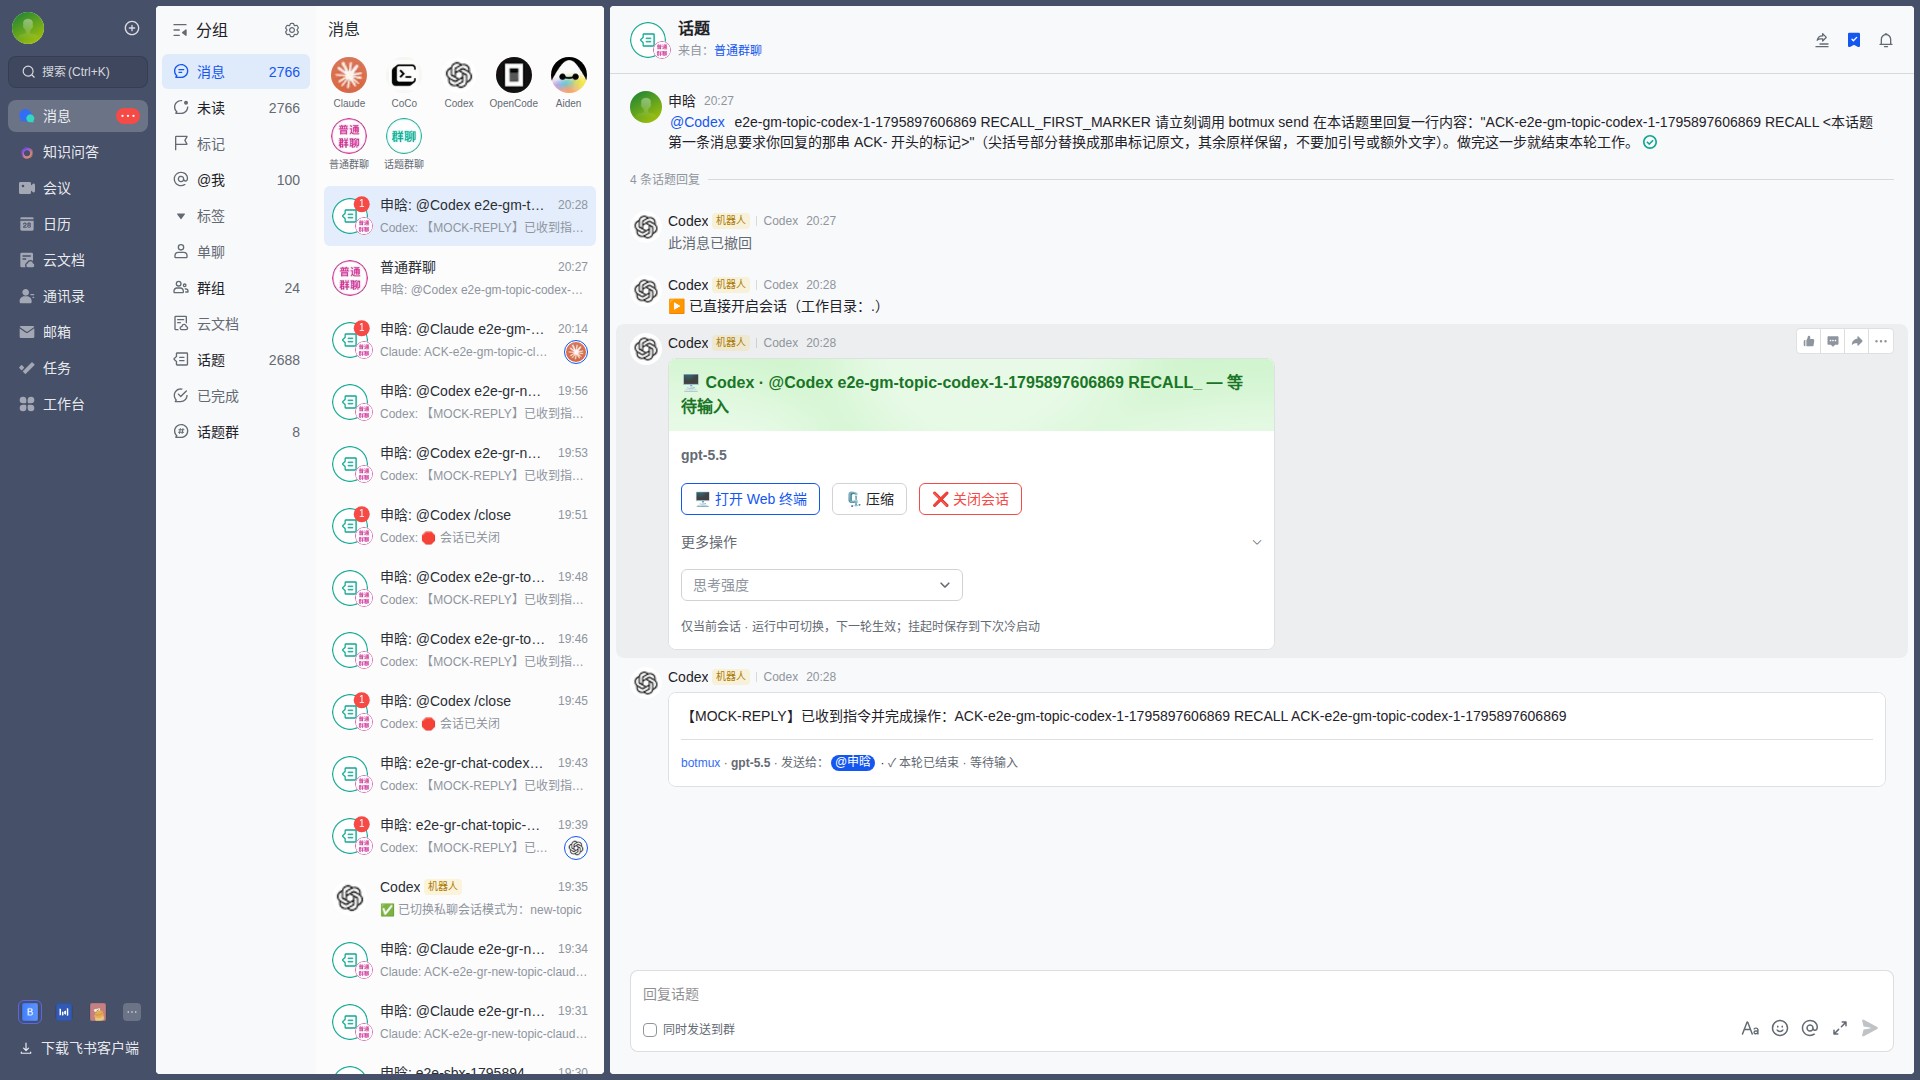 搜索 (Ctrl+K)
消息
知识问答
会议
日历
云文档
通讯录
邮箱
任务
工作台
下载飞书客户端
分组
消息 2766
未读 2766
标记
@我 100
标签
单聊
群组 24
云文档
话题 2688
已完成
话题群 8
消息
Claude
CoCo
Codex
OpenCode
Aiden
普通群聊
普通群聊
群聊
话题群聊
1
申晗: @Codex e2e-gm-t... 20:28
Codex: 【MOCK-REPLY】已收到指...
普通群聊
普通群聊 20:27
申晗: @Codex e2e-gm-topic-codex-...
1
申晗: @Claude e2e-gm-... 20:14
Claude: ACK-e2e-gm-topic-cl...
申晗: @Codex e2e-gr-n... 19:56
Codex: 【MOCK-REPLY】已收到指...
申晗: @Codex e2e-gr-n... 19:53
Codex: 【MOCK-REPLY】已收到指...
1
申晗: @Codex /close 19:51
Codex: 🛑 会话已关闭
申晗: @Codex e2e-gr-to... 19:48
Codex: 【MOCK-REPLY】已收到指...
申晗: @Codex e2e-gr-to... 19:46
Codex: 【MOCK-REPLY】已收到指...
1
申晗: @Codex /close 19:45
Codex: 🛑 会话已关闭
申晗: e2e-gr-chat-codex... 19:43
Codex: 【MOCK-REPLY】已收到指...
1
申晗: e2e-gr-chat-topic-... 19:39
Codex: 【MOCK-REPLY】已...
Codex 机器人 19:35
✅ 已切换私聊会话模式为：new-topic
申晗: @Claude e2e-gr-n... 19:34
Claude: ACK-e2e-gr-new-topic-claud...
申晗: @Claude e2e-gr-n... 19:31
Claude: ACK-e2e-gr-new-topic-claud...
申晗: e2e-sbx-1795894... 19:30
话题
来自：普通群聊
申晗 20:27
@Codex e2e-gm-topic-codex-1-1795897606869 RECALL_FIRST_MARKER 请立刻调用 botmux send 在本话题里回复一行内容："ACK-e2e-gm-topic-codex-1-1795897606869 RECALL <本话题
第一条消息要求你的那串 ACK- 开头的标记>"（尖括号部分替换成那串标记原文，其余原样保留，不要加引号或额外文字）。做完这一步就结束本轮工作。
4 条话题回复
Codex 机器人 Codex 20:27
此消息已撤回
Codex 机器人 Codex 20:28
▶️ 已直接开启会话（工作目录：.）
Codex 机器人 Codex 20:28
🖥️ Codex · @Codex e2e-gm-topic-codex-1-1795897606869 RECALL_ — 等
待输入
gpt-5.5
🖥️ 打开 Web 终端
🗜️ 压缩
❌ 关闭会话
更多操作
思考强度
仅当前会话 · 运行中可切换，下一轮生效；挂起时保存到下次冷启动
Codex 机器人 Codex 20:28
【MOCK-REPLY】已收到指令并完成操作：ACK-e2e-gm-topic-codex-1-1795897606869 RECALL ACK-e2e-gm-topic-codex-1-1795897606869
botmux · gpt-5.5 · 发送给： @申晗 · ✓ 本轮已结束 · 等待输入
回复话题
同时发送到群